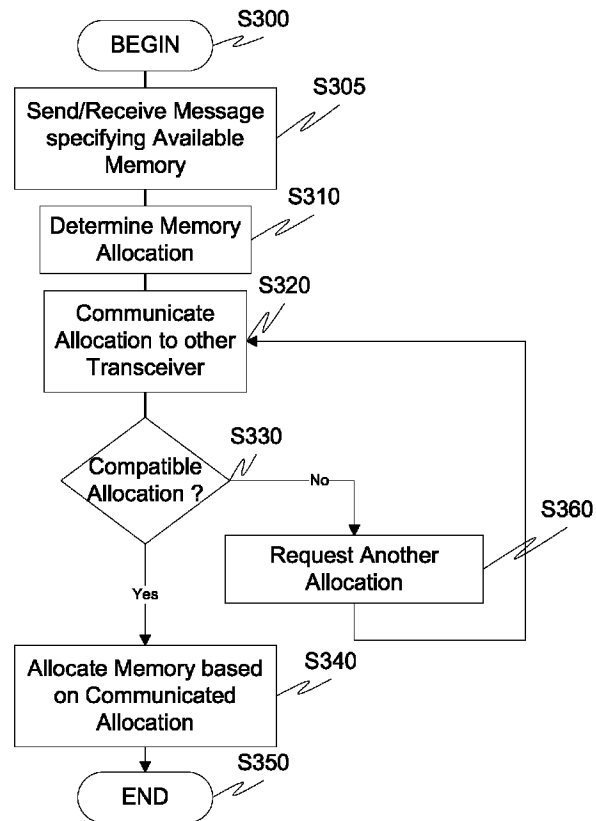 S300
BEGIN
S305
Send/Receive Message
specifying Available
Memory
S310
Determine Memory
Allocation
S320
Communicate
Allocation to other
Transceiver
S330
Compatible
Allocation ?
No
S360
Request Another
Allocation
Yes
S340
Allocate Memory based
on Communicated
Allocation
S350
END